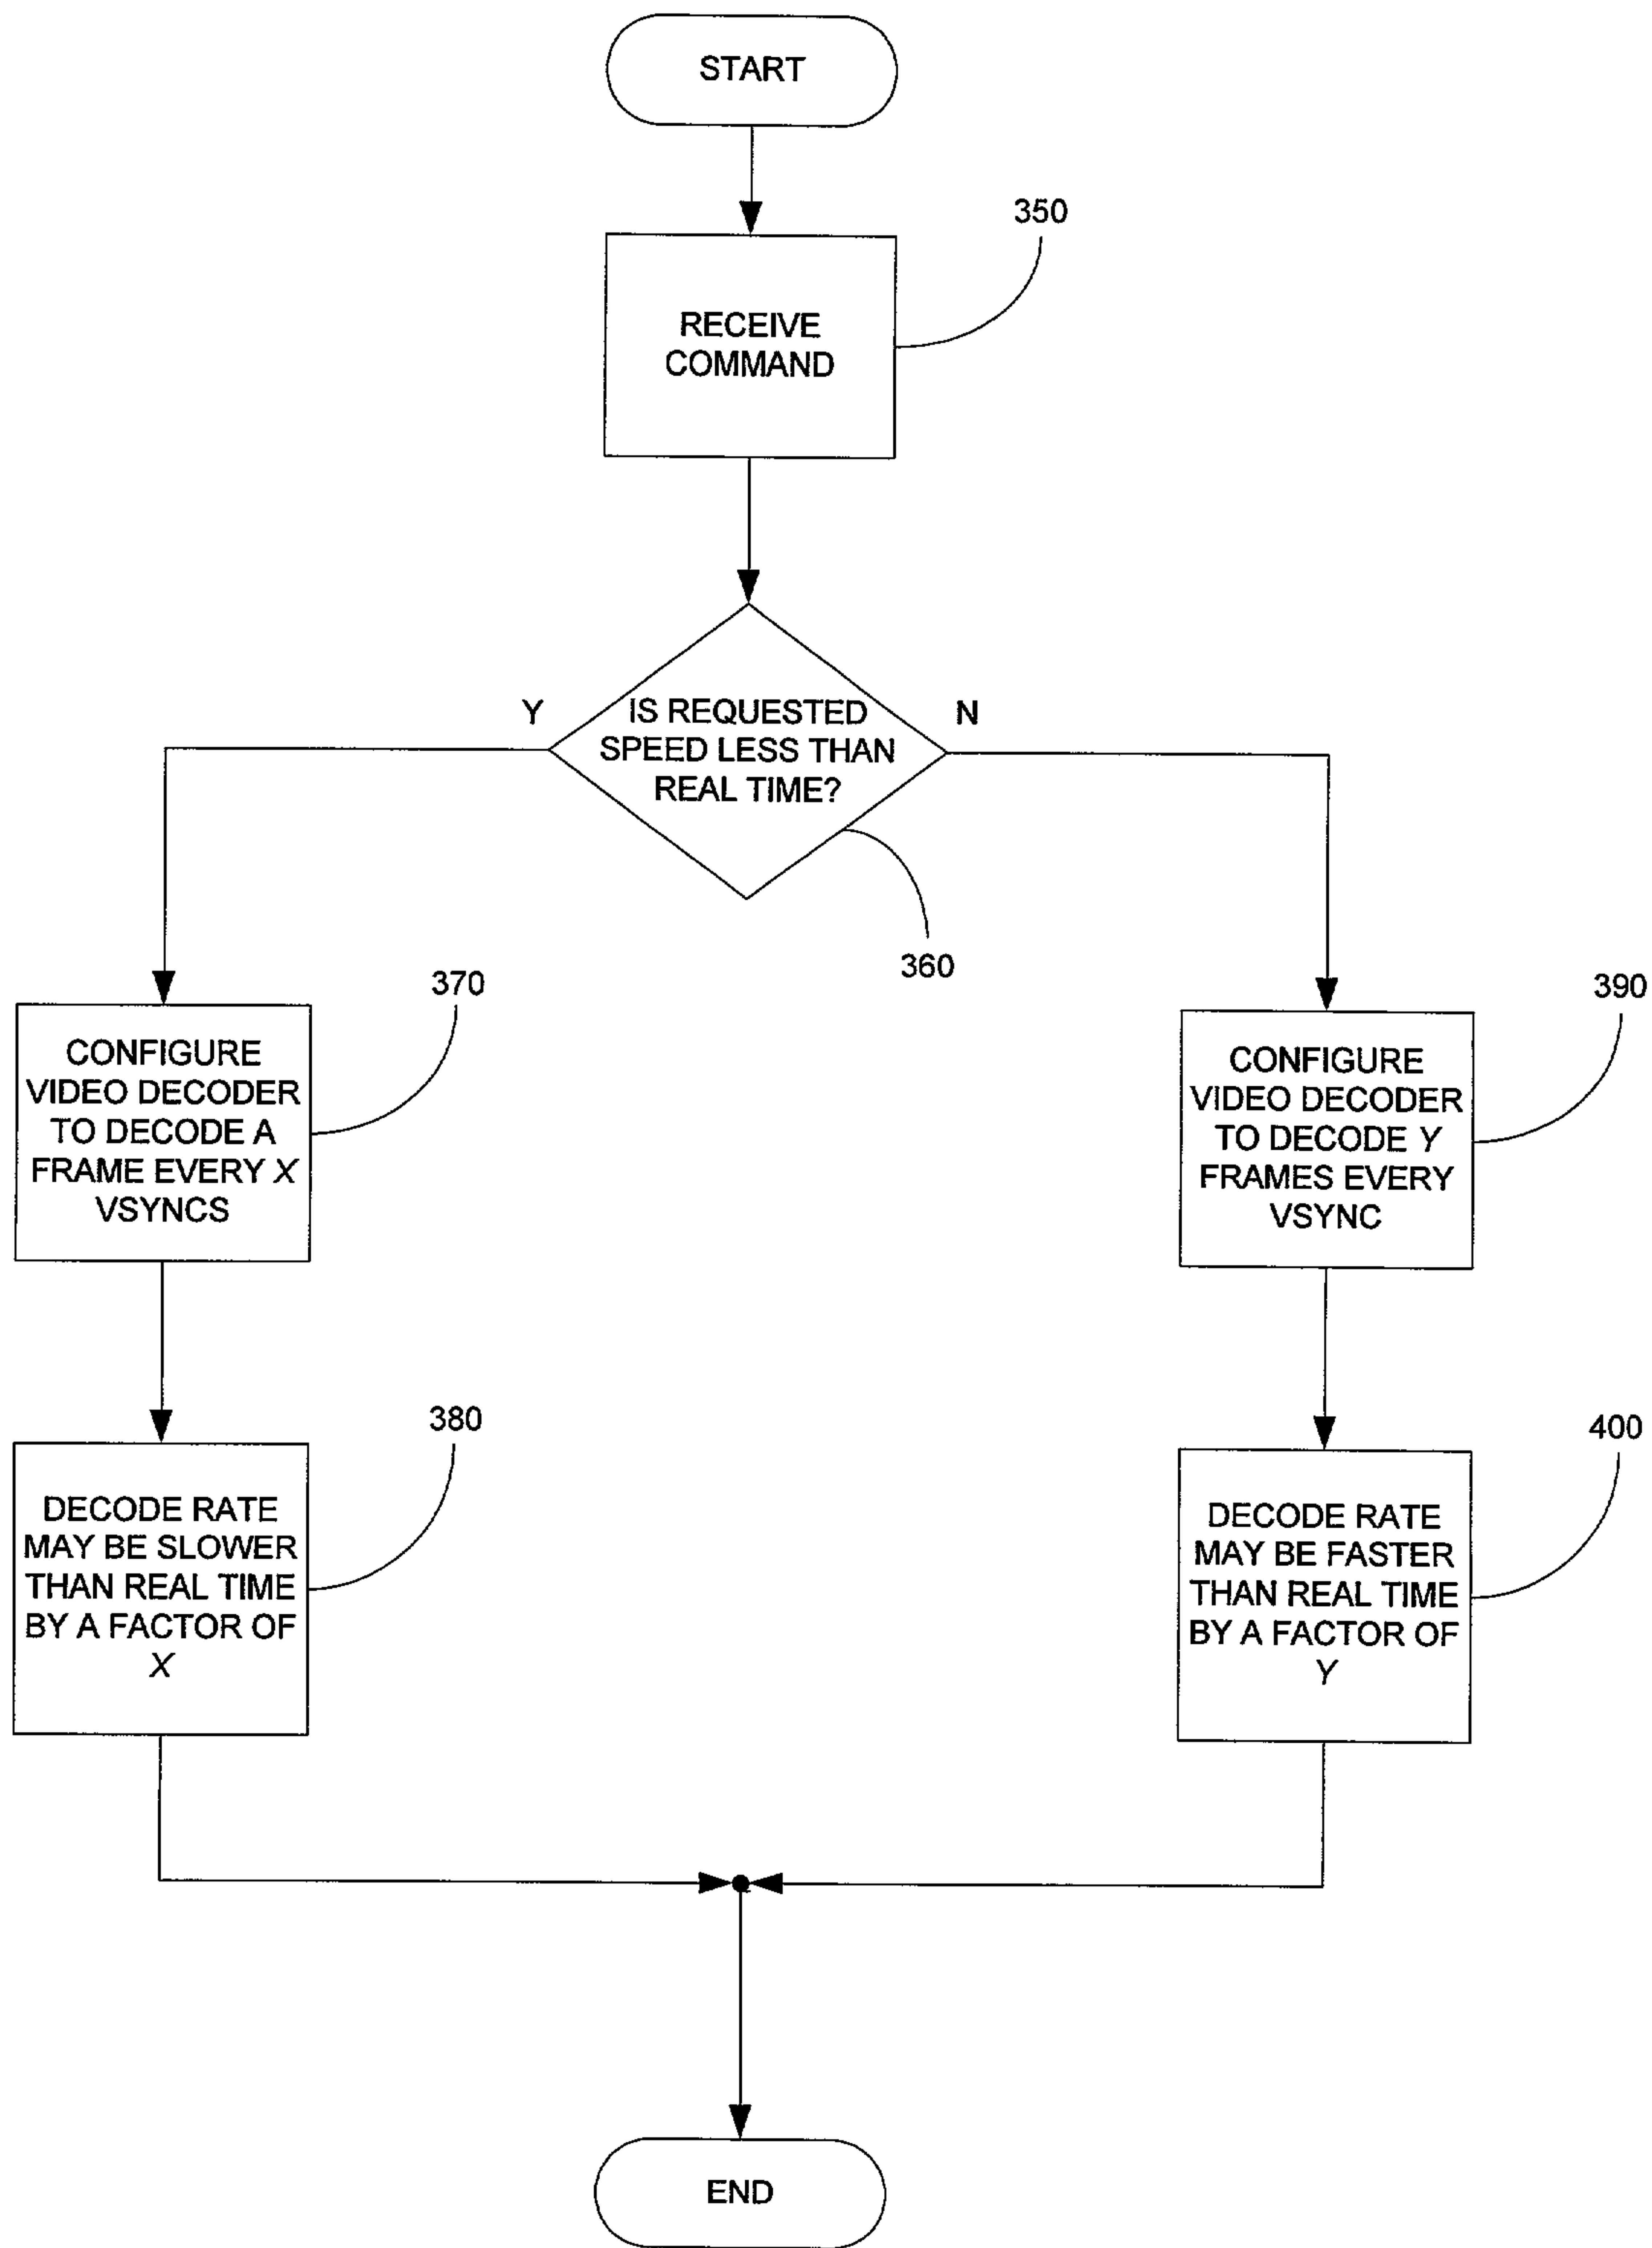 START
350
RECEIVE
COMMAND
Y
IS REQUESTED
SPEED LESS THAN
REAL TIME?
N
360
370
CONFIGURE
VIDEO DECODER
TO DECODE A
FRAME EVERY X
VSYNCS
390
CONFIGURE
VIDEO DECODER
TO DECODE Y
FRAMES EVERY
VSYNC
380
DECODE RATE
MAY BE SLOWER
THAN REAL TIME
BY A FACTOR OF
X
400
DECODE RATE
MAY BE FASTER
THAN REAL TIME
BY A FACTOR OF
Y
END